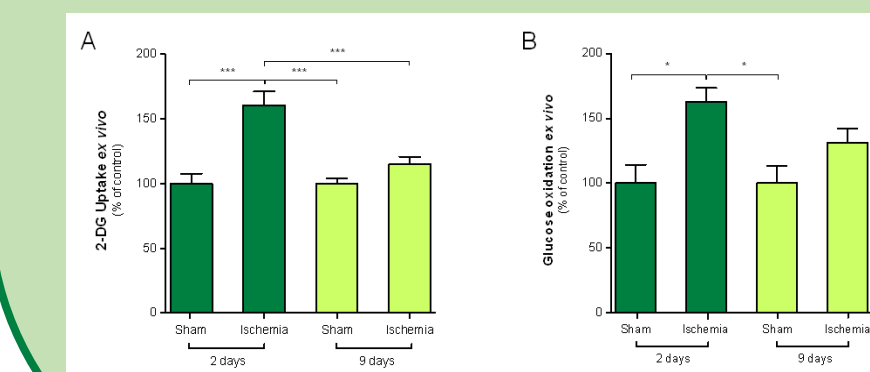 A
2-DG Uptake ex vivo
(% of control)
200
150
100
50
0
***
***
***
Sham Ischemia Sham Ischemia
2 days 9 days
B
Glucose oxidation ex vivo
(% of control)
200
150
100
50
0
*
*
Sham Ischemia Sham Ischemia
2 days 9 days